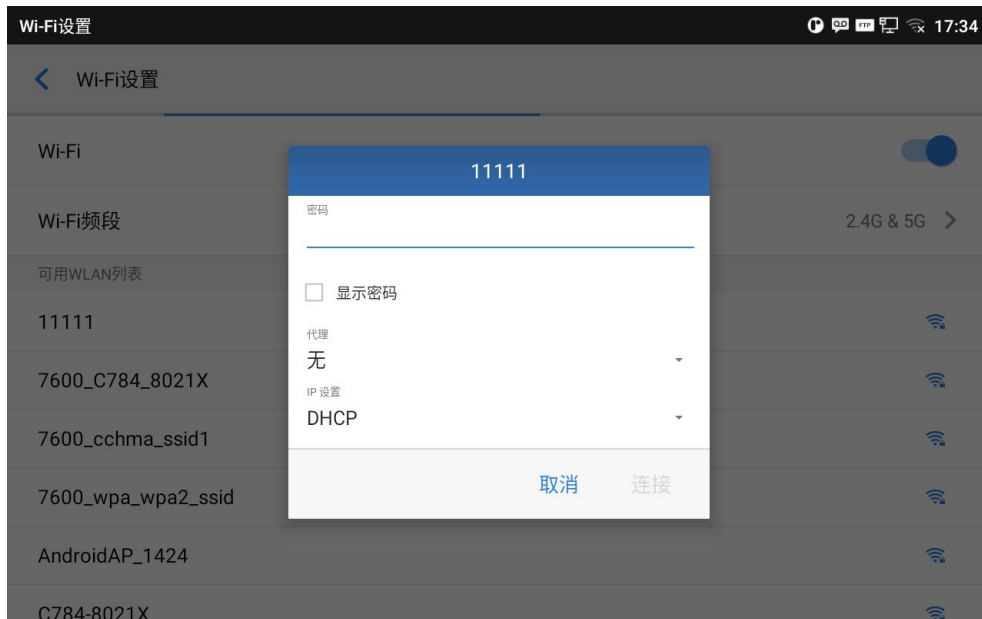 Wi-Fi设置
FTP
17:34
Wi-Fi设置
Wi-Fi
Wi-Fi频段
2.4G & 5G
可用WLAN列表
11111
7600_C784_8021X
7600_cchma_ssid1
7600_wpa_wpa2_ssid
AndroidAP_1424
C784-8021X
11111
密码
显示密码
代理
无
IP 设置
DHCP
取消
连接